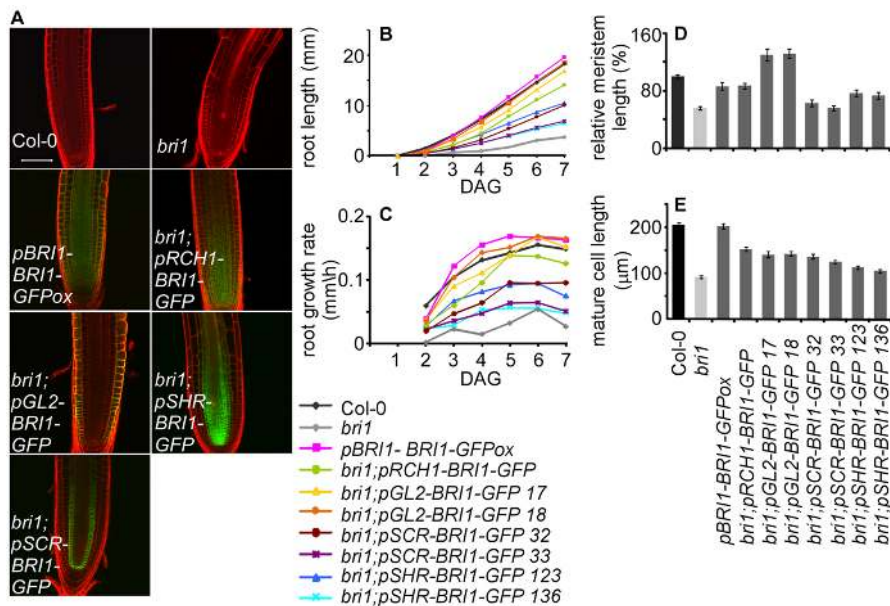 A
Col-0
bri1
pBRI1-
BRI1-
GFPox
bri1;
pRCH1-
BRI1-
GFP
bri1;
pGL2-
BRI1-
GFP
bri1;
pSHR-
BRI1-
GFP
bri1;
pSCR-
BRI1-
GFP
B
root length (mm)
20
10
0
1 2 3 4 5 6 7
DAG
C
root growth rate
(mm\h)
0.2
0.1
0
1 2 3 4 5 6 7
DAG
Col-0
bri1
pBRI1- BRI1-GFPox
bri1;pRCH1-BRI1-GFP
bri1;pGL2-BRI1-GFP 17
bri1;pGL2-BRI1-GFP 18
bri1;pSCR-BRI1-GFP 32
bri1;pSCR-BRI1-GFP 33
bri1;pSHR-BRI1-GFP 123
bri1;pSHR-BRI1-GFP 136
D
relative meristem
length (%)
160
120
80
40
0
E
mature cell length
(µm)
200
100
0
Col-0
bri1
pBRI1-BRI1-GFPox
bri1;pRCH1-BRI1-GFP
bri1;pGL2-BRI1-GFP 17
bri1;pGL2-BRI1-GFP 18
bri1;pSCR-BRI1-GFP 32
bri1;pSCR-BRI1-GFP 33
bri1;pSHR-BRI1-GFP 123
bri1;pSHR-BRI1-GFP 136